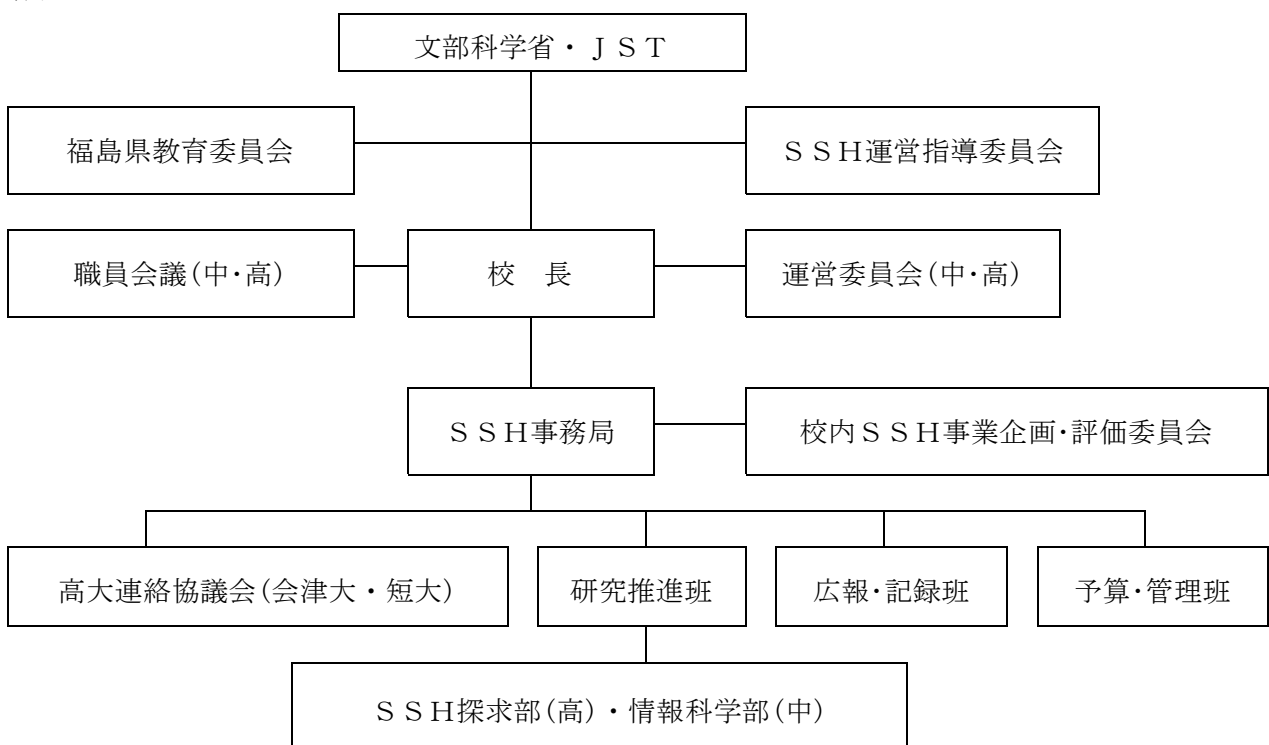 文部科学省・ＪＳＴ
福島県教育委員会
ＳＳＨ運営指導委員会
職員会議(中・高)
校　長
運営委員会(中・高)
ＳＳＨ事務局
校内ＳＳＨ事業企画・評価委員会
高大連絡協議会(会津大・短大)
研究推進班
広報・記録班
予算・管理班
ＳＳＨ探求部(高)・情報科学部(中)